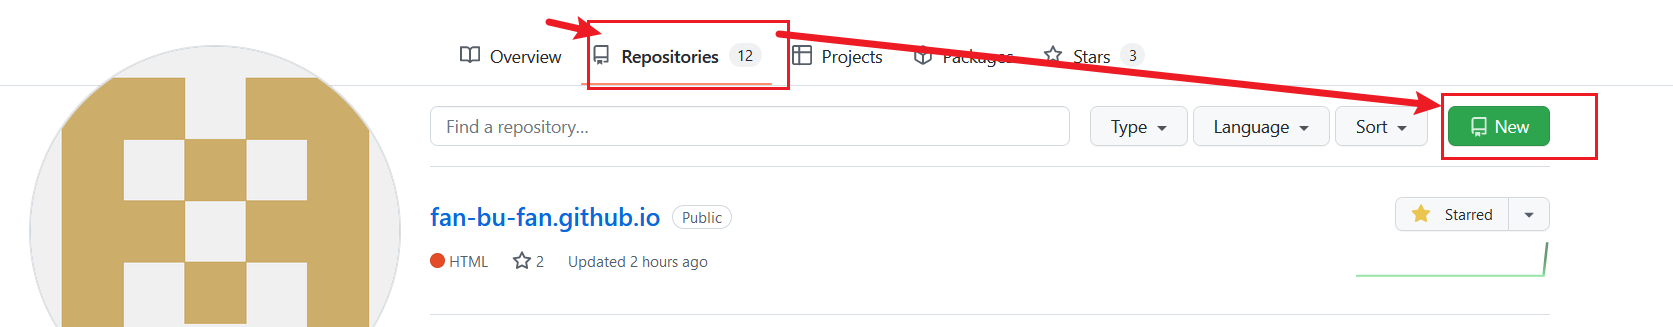 Overview Repositories 12 Projects Packages Stars 3
Find a repository... Type Language Sort New
fan-bu-fan.github.io Public Starred
HTML 2 Updated 2 hours ago